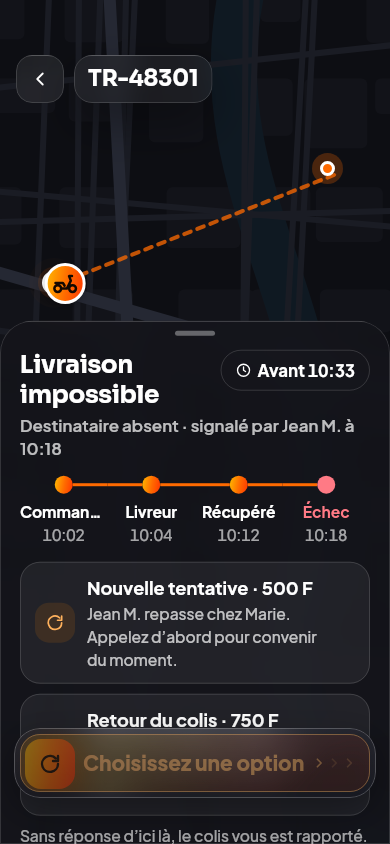 TR-48301
Livraison
impossible
Avant 10:33
Destinataire absent · signalé par Jean M. à
10:18
Comman… Livreur Récupéré Échec
10:02 10:04 10:12 10:18
Nouvelle tentative · 500 F
Jean M. repasse chez Marie.
Appelez d’abord pour convenir
du moment.
Retour du colis · 750 F
Choisissez une option
Sans réponse d’ici là, le colis vous est rapporté.